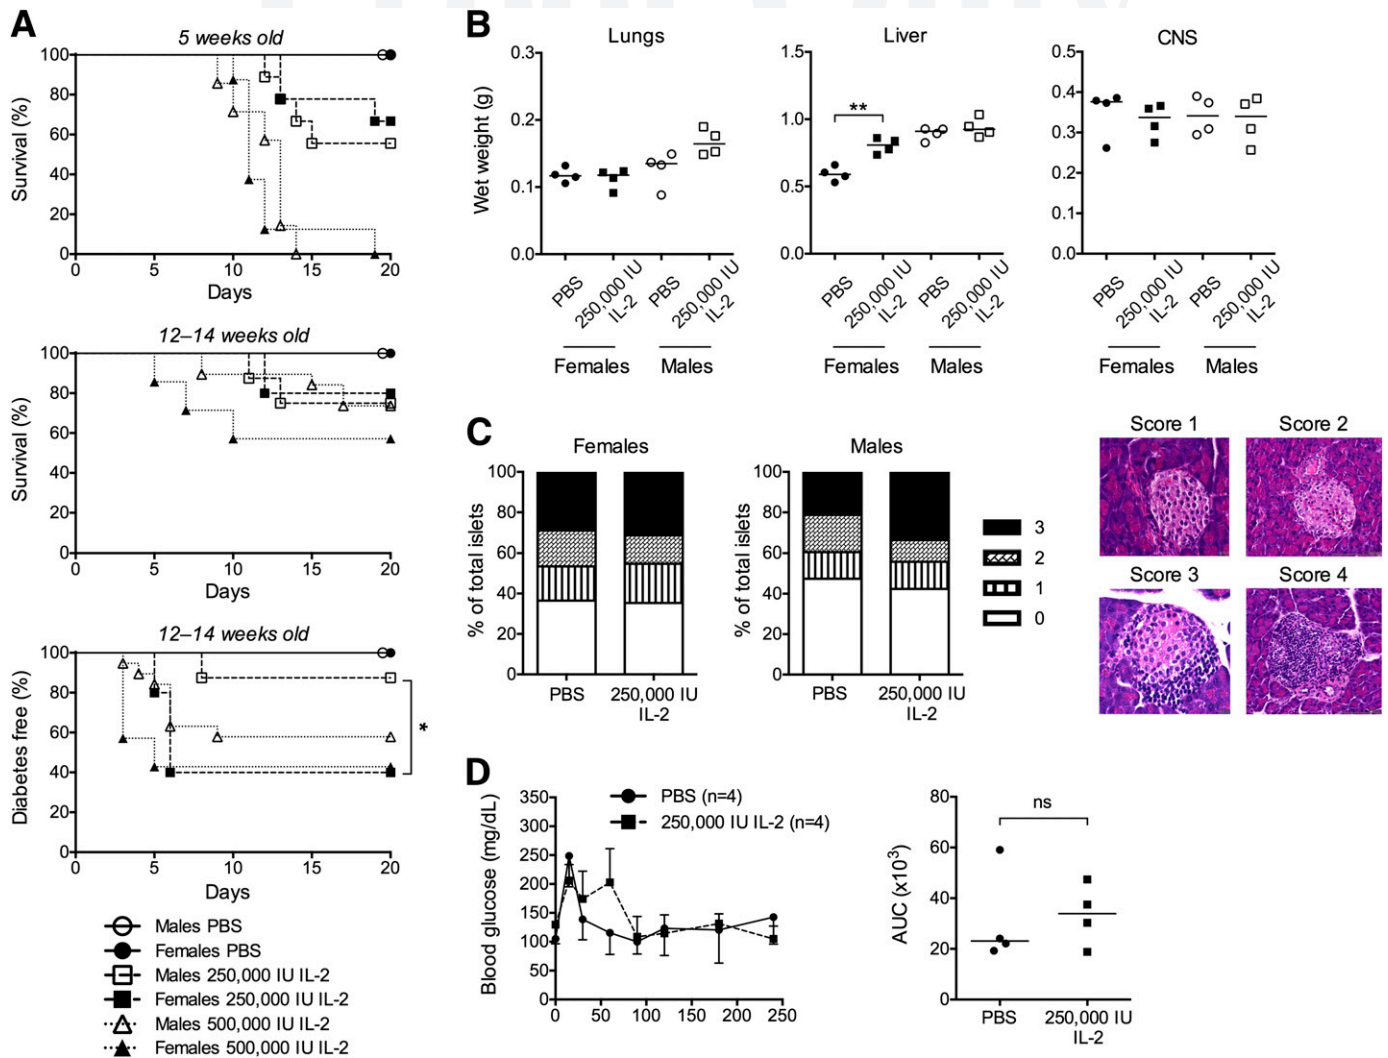 A
5 weeks old
100
80
60
40
20
0
Survival (%)
0 5 10 15 20
Days
12–14 weeks old
100
80
60
40
20
0
Survival (%)
0 5 10 15 20
Days
12–14 weeks old
100
80
60
40
20
0
Diabetes free (%)
*
0 5 10 15 20
Days
Males PBS
Females PBS
Males 250,000 IU IL-2
Females 250,000 IU IL-2
Males 500,000 IU IL-2
Females 500,000 IU IL-2
B
Wet weight (g)
Lungs
0.3
0.2
0.1
0.0
PBS
250,000 IU
IL-2
PBS
250,000 IU
IL-2
Females Males
Liver
1.5
1.0
0.5
0.0
**
PBS
250,000 IU
IL-2
PBS
250,000 IU
IL-2
Females Males
CNS
0.5
0.4
0.3
0.2
0.1
0.0
PBS
250,000 IU
IL-2
PBS
250,000 IU
IL-2
Females Males
C
Females
% of total islets
100
80
60
40
20
0
PBS 250,000 IU
IL-2
Males
% of total islets
100
80
60
40
20
0
PBS 250,000 IU
IL-2
3
2
1
0
Score 1 Score 2
Score 3 Score 4
D
Blood glucose (mg/dL)
350
300
250
200
150
100
50
0
0 50 100 150 200 250
PBS (n=4)
250,000 IU IL-2 (n=4)
AUC (x10³)
80
60
40
20
0
ns
PBS 250,000 IU
IL-2